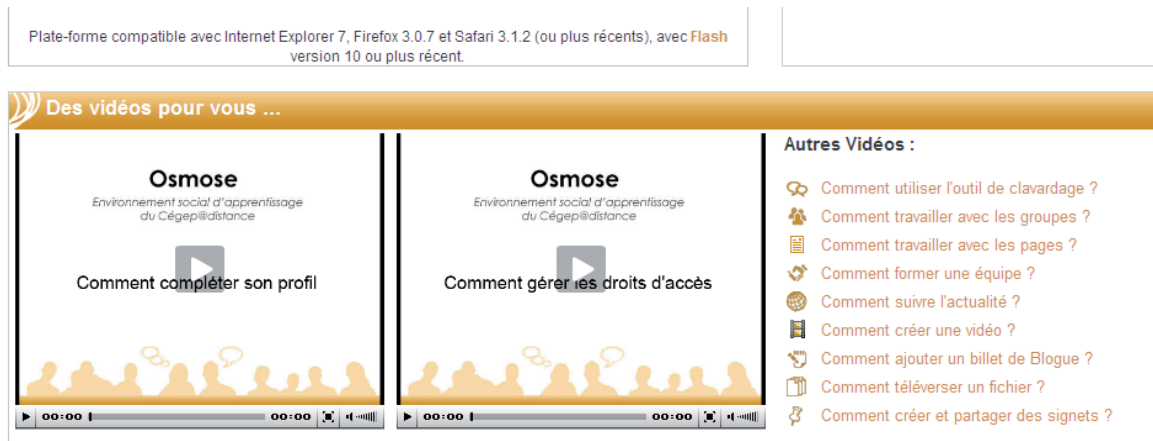 Plate-forme compatible avec Internet Explorer 7, Firefox 3.0.7 et Safari 3.1.2 (ou plus récents), avec Flash
version 10 ou plus récent.
Des vidéos pour vous ...
Osmose
Environnement social d'apprentissage
du Cégep@distance
Comment compléter son profil
00:00 00:00
Osmose
Environnement social d'apprentissage
du Cégep@distance
Comment gérer les droits d'accès
00:00 00:00
Autres Vidéos :
Comment utiliser l'outil de clavardage ?
Comment travailler avec les groupes ?
Comment travailler avec les pages ?
Comment former une équipe ?
Comment suivre l'actualité ?
Comment créer une vidéo ?
Comment ajouter un billet de Blogue ?
Comment téléverser un fichier ?
Comment créer et partager des signets ?